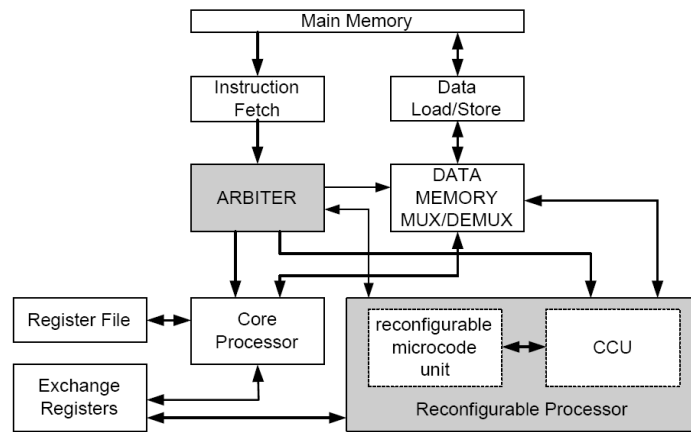 Main Memory
Instruction
Fetch
Data
Load/Store
ARBITER
DATA
MEMORY
MUX/DEMUX
Register File
Core
Processor
reconfigurable
microcode
unit
CCU
Exchange
Registers
Reconfigurable Processor